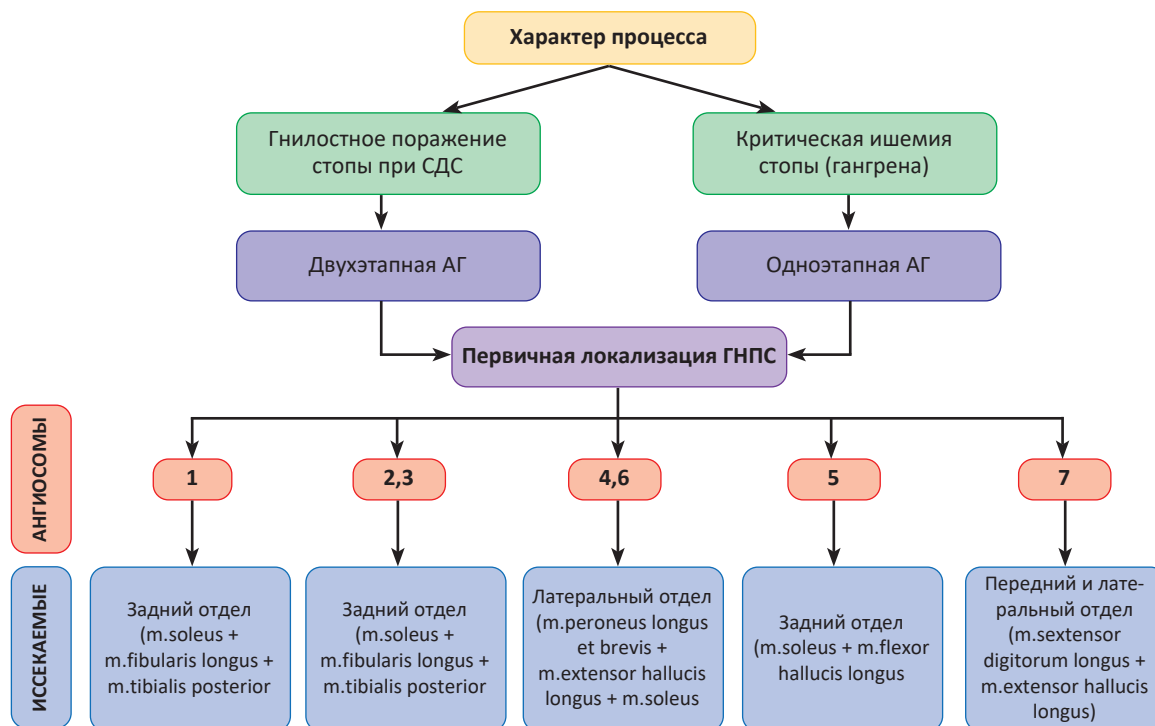 Характер процесса
Гнилостное поражение
стопы при СДС
Критическая ишемия
стопы (гангрена)
Двухэтапная АГ
Одноэтапная АГ
Первичная локализация ГНПС
АНГИОСОМЫ
1
2,3
4,6
5
7
ИССЕКАЕМЫЕ
Задний отдел
(m.soleus +
m.fibularis longus +
m.tibialis posterior
Задний отдел
(m.soleus +
m.fibularis longus +
m.tibialis posterior
Латеральный отдел
(m.peroneus longus
et brevis +
m.extensor hallucis
longus + m.soleus
Задний отдел
(m.soleus + m.flexor
hallucis longus
Передний и лате-
ральный отдел
(m.sextensor
digitorum longus +
m.extensor hallucis
longus)